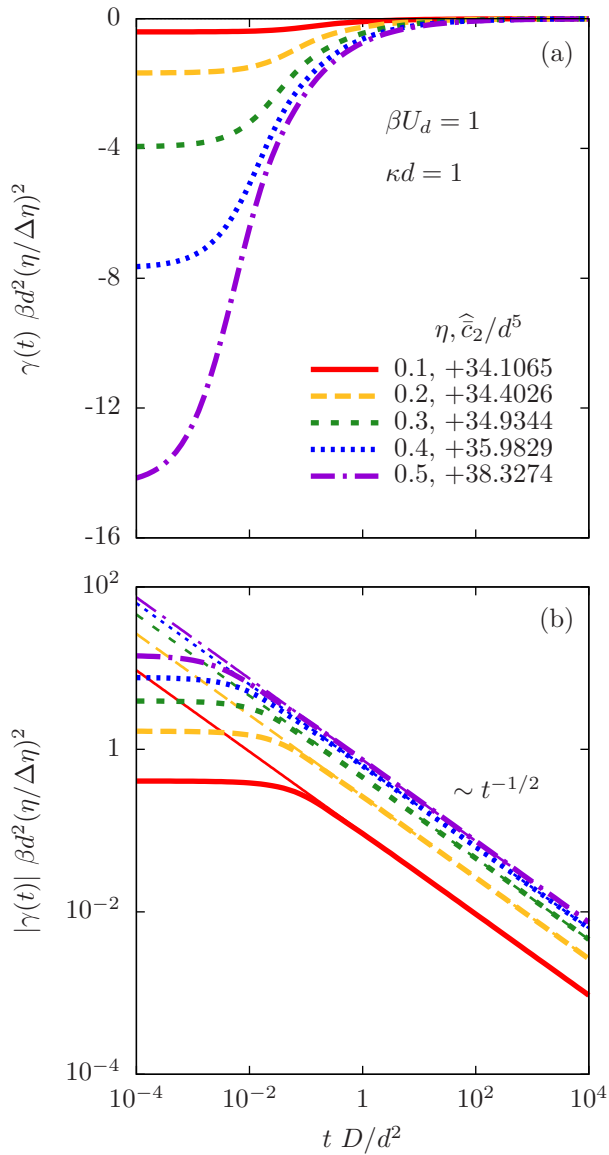 0
-4
-8
-12
-16
γ(t) βd²(η/Δη)²
(a)
βU_d = 1
κd = 1
η, ĉ̄₂/d⁵
0.1, +34.1065
0.2, +34.4026
0.3, +34.9344
0.4, +35.9829
0.5, +38.3274
10²
1
10⁻²
10⁻⁴
|γ(t)| βd²(η/Δη)²
(b)
∼ t⁻¹ᐟ²
10⁻⁴ 10⁻² 1 10² 10⁴
t D/d²